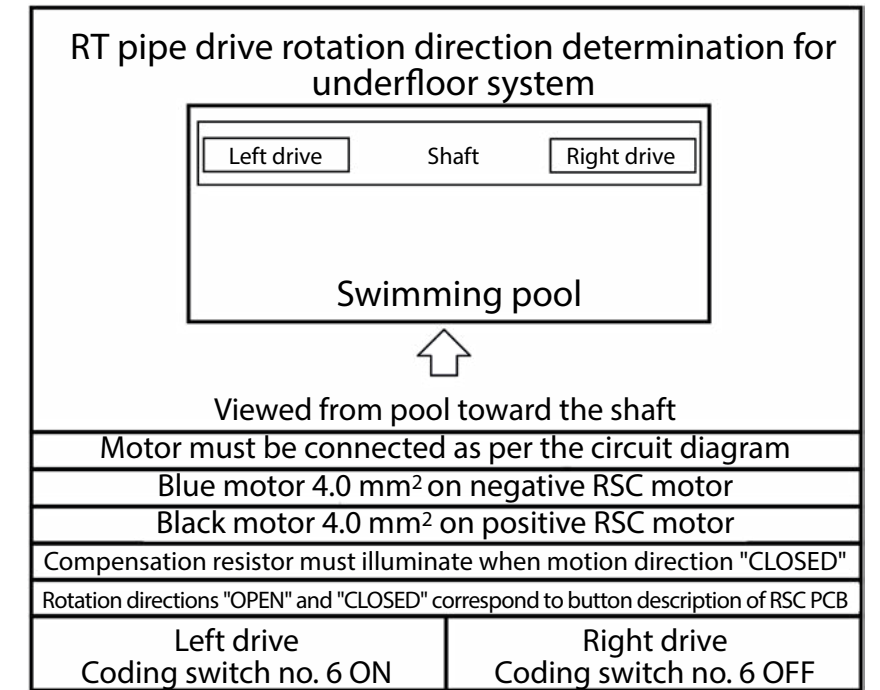 RT pipe drive rotation direction determination for
underfloor system
Left drive
Shaft
Right drive
Swimming pool
Viewed from pool toward the shaft
Motor must be connected as per the circuit diagram
Blue motor 4.0 mm² on negative RSC motor
Black motor 4.0 mm² on positive RSC motor
Compensation resistor must illuminate when motion direction "CLOSED"
Rotation directions "OPEN" and "CLOSED" correspond to button description of RSC PCB
Left drive
Coding switch no. 6 ON
Right drive
Coding switch no. 6 OFF